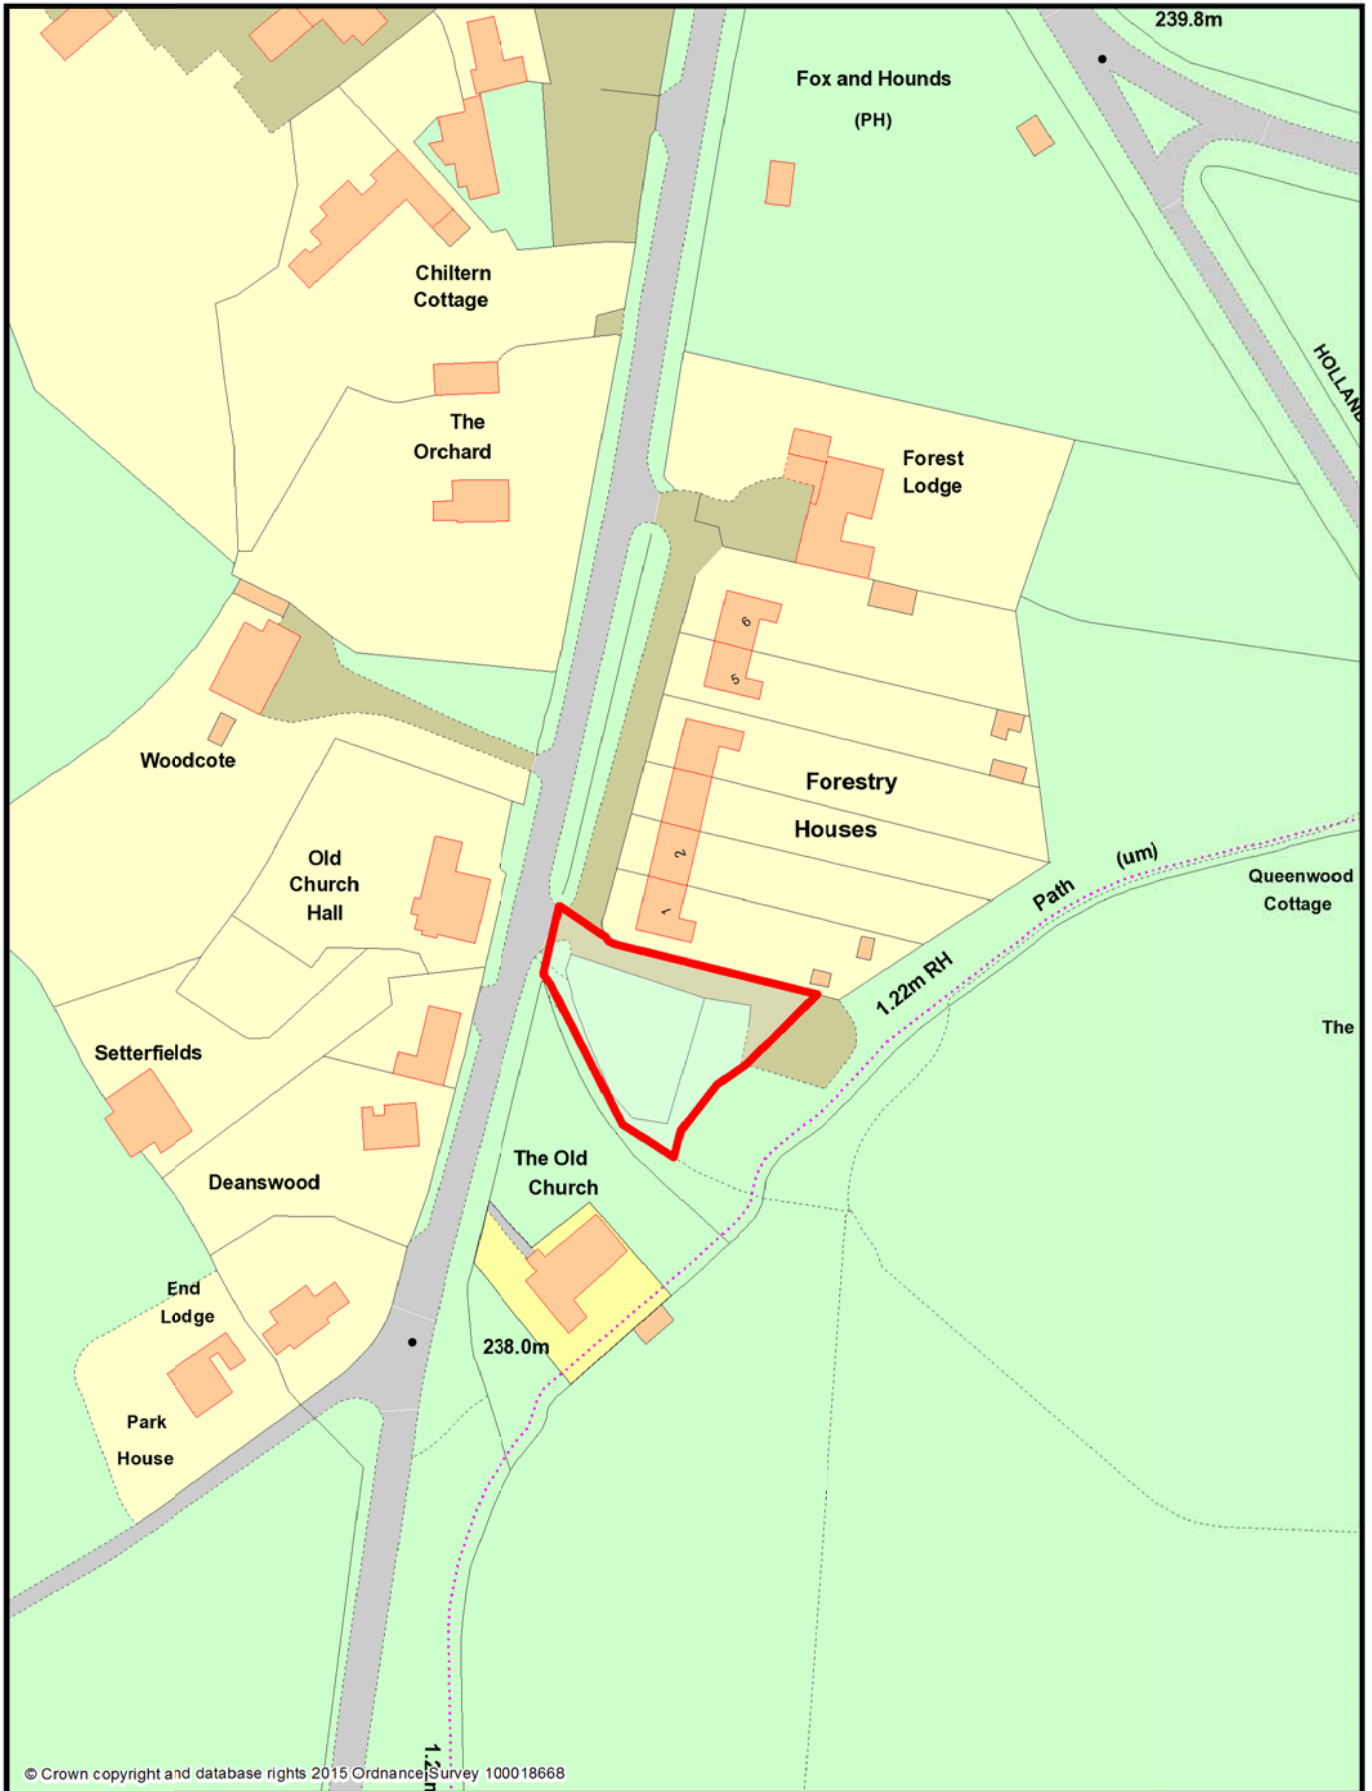 239.8m
Fox and Hounds
(PH)
Chiltern
Cottage
HOLLAND
The
Orchard
Forest
Lodge
6
5
Woodcote
Forestry
Houses
2
1
Old
Church
Hall
Path (um)
Queenwood
Cottage
1.22m RH
The
Setterfields
The Old
Church
Deanswood
End
Lodge
238.0m
Park
House
© Crown copyright and database rights 2015 Ordnance Survey 100018668